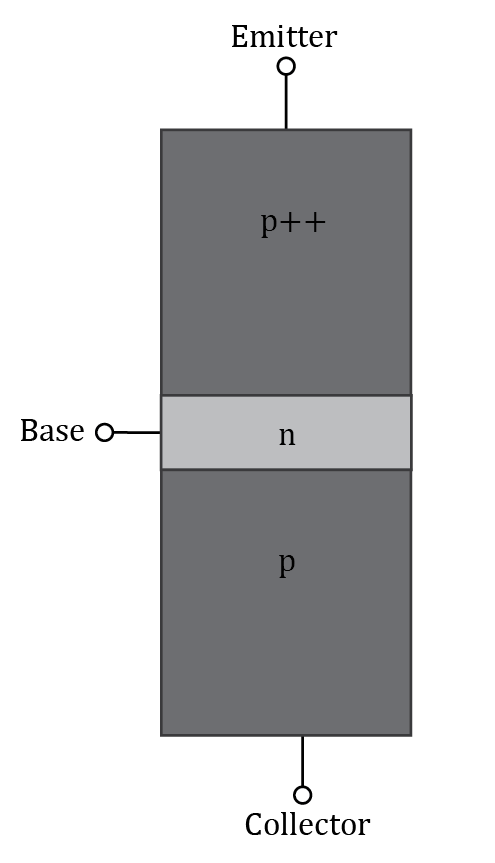 Emitter
p++
Base
n
p
Collector